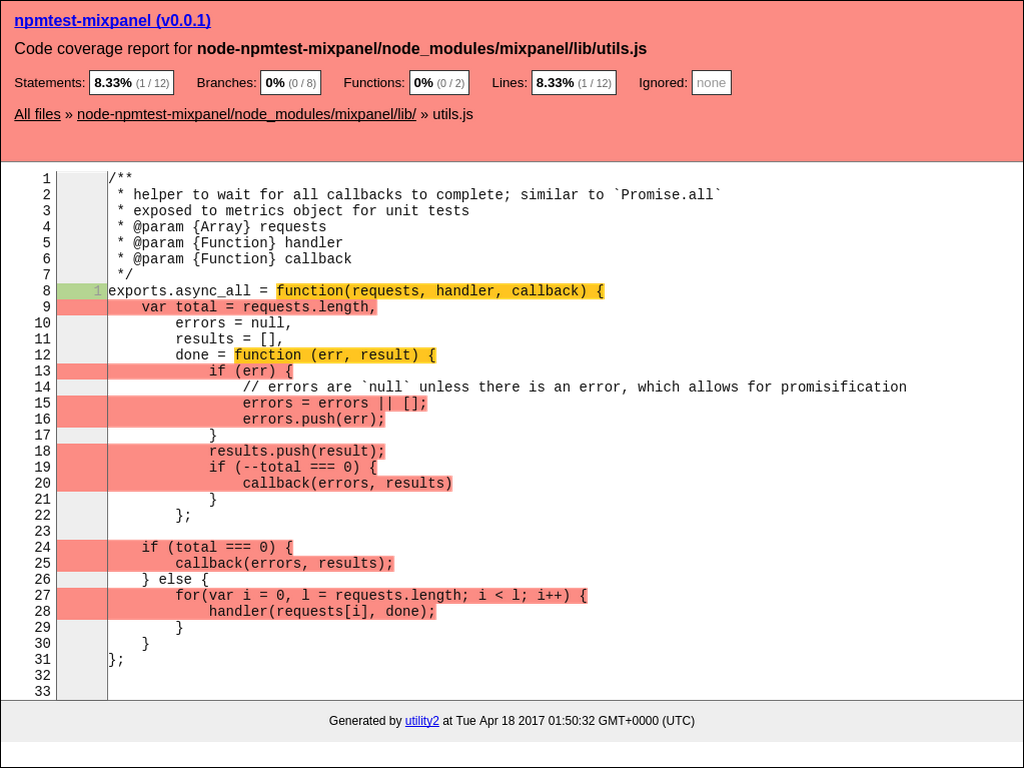 npmtest-mixpanel (v0.0.1)
Code coverage report for node-npmtest-mixpanel/node_modules/mixpanel/lib/utils.js
Statements: 8.33% (1 / 12) Branches: 0% (0 / 8) Functions: 0% (0 / 2) Lines: 8.33% (1 / 12) Ignored: none
All files » node-npmtest-mixpanel/node_modules/mixpanel/lib/ » utils.js
1 /**
2  * helper to wait for all callbacks to complete; similar to `Promise.all`
3  * exposed to metrics object for unit tests
4  * @param {Array} requests
5  * @param {Function} handler
6  * @param {Function} callback
7  */
8 1 exports.async_all = function(requests, handler, callback) {
9     var total = requests.length,
10         errors = null,
11         results = [],
12         done = function (err, result) {
13             if (err) {
14                 // errors are `null` unless there is an error, which allows for promisification
15                 errors = errors || [];
16                 errors.push(err);
17             }
18             results.push(result);
19             if (--total === 0) {
20                 callback(errors, results)
21             }
22         };
23
24     if (total === 0) {
25         callback(errors, results);
26     } else {
27         for(var i = 0, l = requests.length; i < l; i++) {
28             handler(requests[i], done);
29         }
30     }
31 };
32
33
Generated by utility2 at Tue Apr 18 2017 01:50:32 GMT+0000 (UTC)